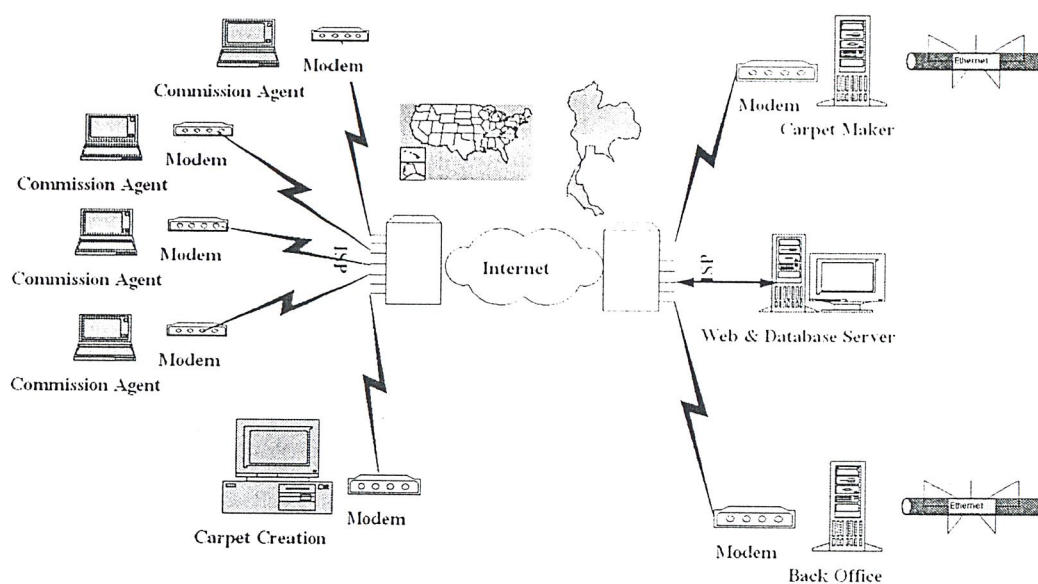 Modem
Commission Agent
Modem
Commission Agent
Modem
Commission Agent
Modem
Commission Agent
Modem
Carpet Creation
ISP
Internet
ISP
Modem
Carpet Maker
Ethernet
Web & Database Server
Modem
Back Office
Ethernet